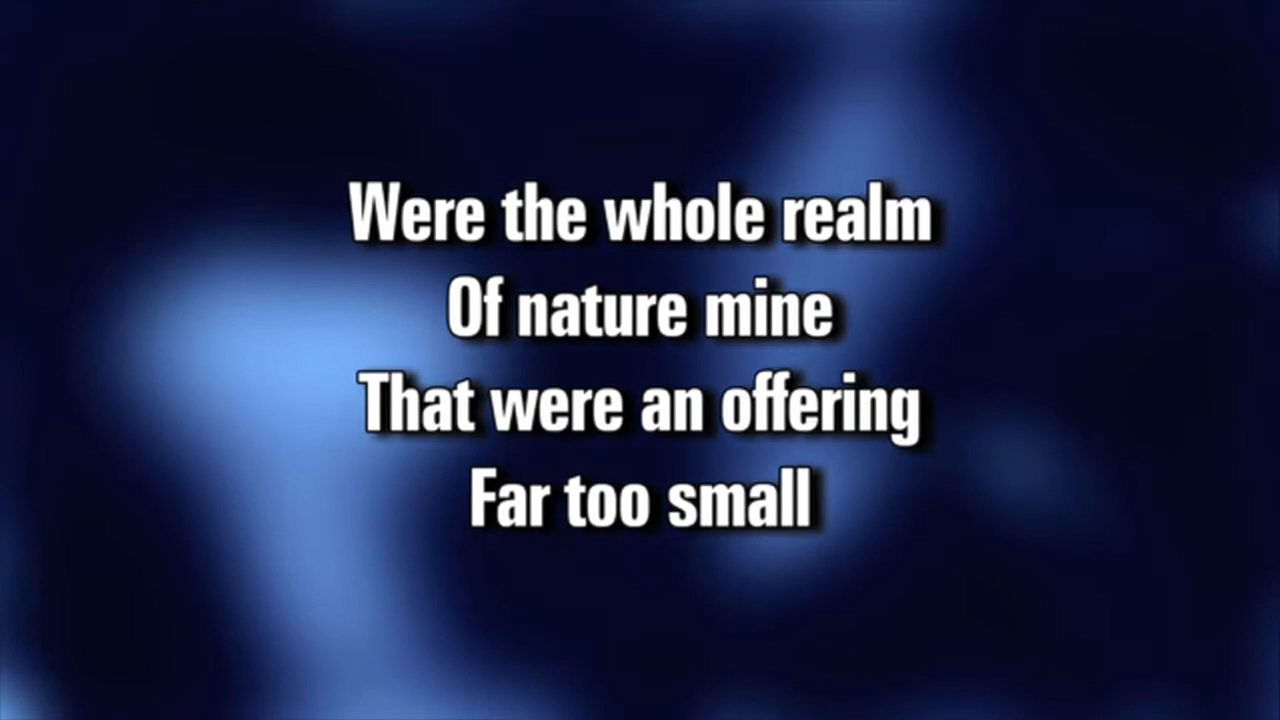 Were the whole realm
Of nature mine
That were an offering
Far too small